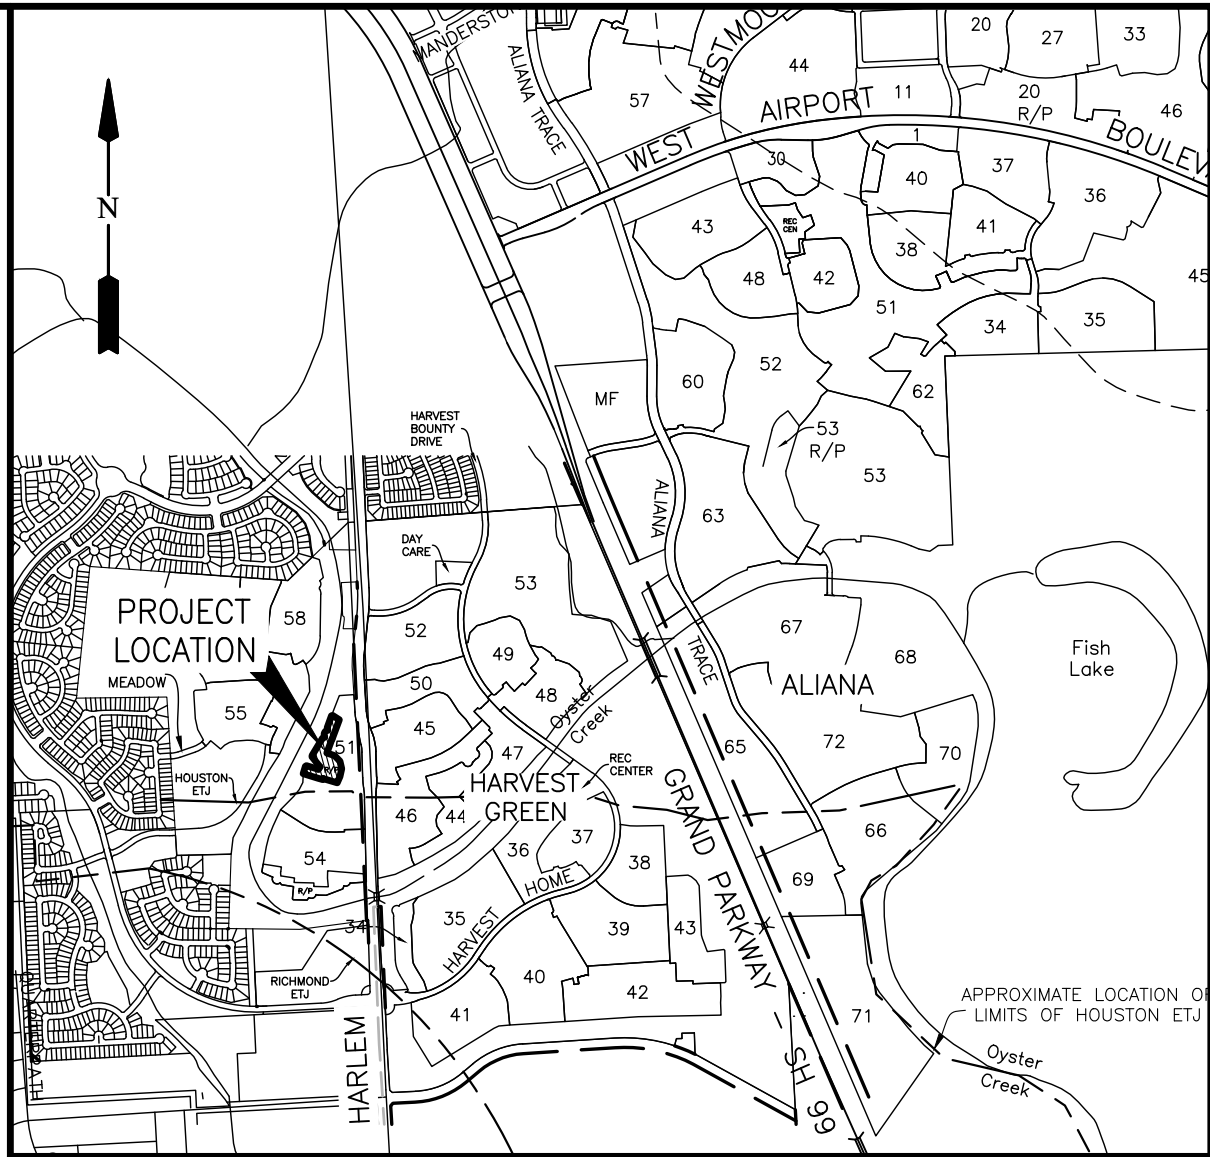 MANDERSTON
ALIANA TRACE
WESTMOOR
57
44
20
27
33
AIRPORT
11
20
R/P
46
WEST
BOULEV
1
30
N
40
37
36
43
REC
CEN
38
41
48
42
45
51
34
35
60
52
MF
62
HARVEST
BOUNTY
DRIVE
53
R/P
53
ALIANA
63
DAY
CARE
53
PROJECT
LOCATION
58
52
67
68
Fish
Lake
49
TRACE
MEADOW
50
48
ALIANA
55
45
Oyster
Creek
51
R/P
47
65
72
70
REC
CENTER
HOUSTON
ETJ
HARVEST
GREEN
GRAND PARKWAY
46
44
37
66
54
36
38
69
R/P
HOME
34
35
HARVEST
39
43
RICHMOND
ETJ
40
42
APPROXIMATE LOCATION OF
LIMITS OF HOUSTON ETJ
41
71
HARLEM
Oyster
Creek
SH 99